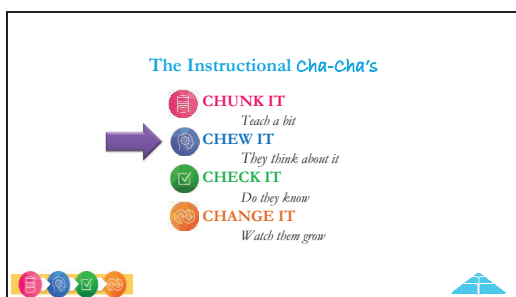 The Instructional Cha-Cha's
CHUNK IT
Teach a bit
CHEW IT
They think about it
CHECK IT
Do they know
CHANGE IT
Watch them grow